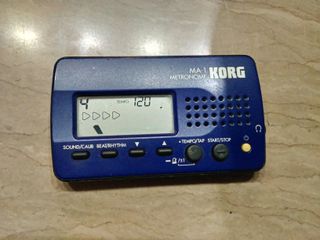 MA-1
METRONOME KORG
4 TEMPO 120
SOUND/CALIB BEAT/RHYTHM ▼ ▲ TEMPO/TAP START/STOP